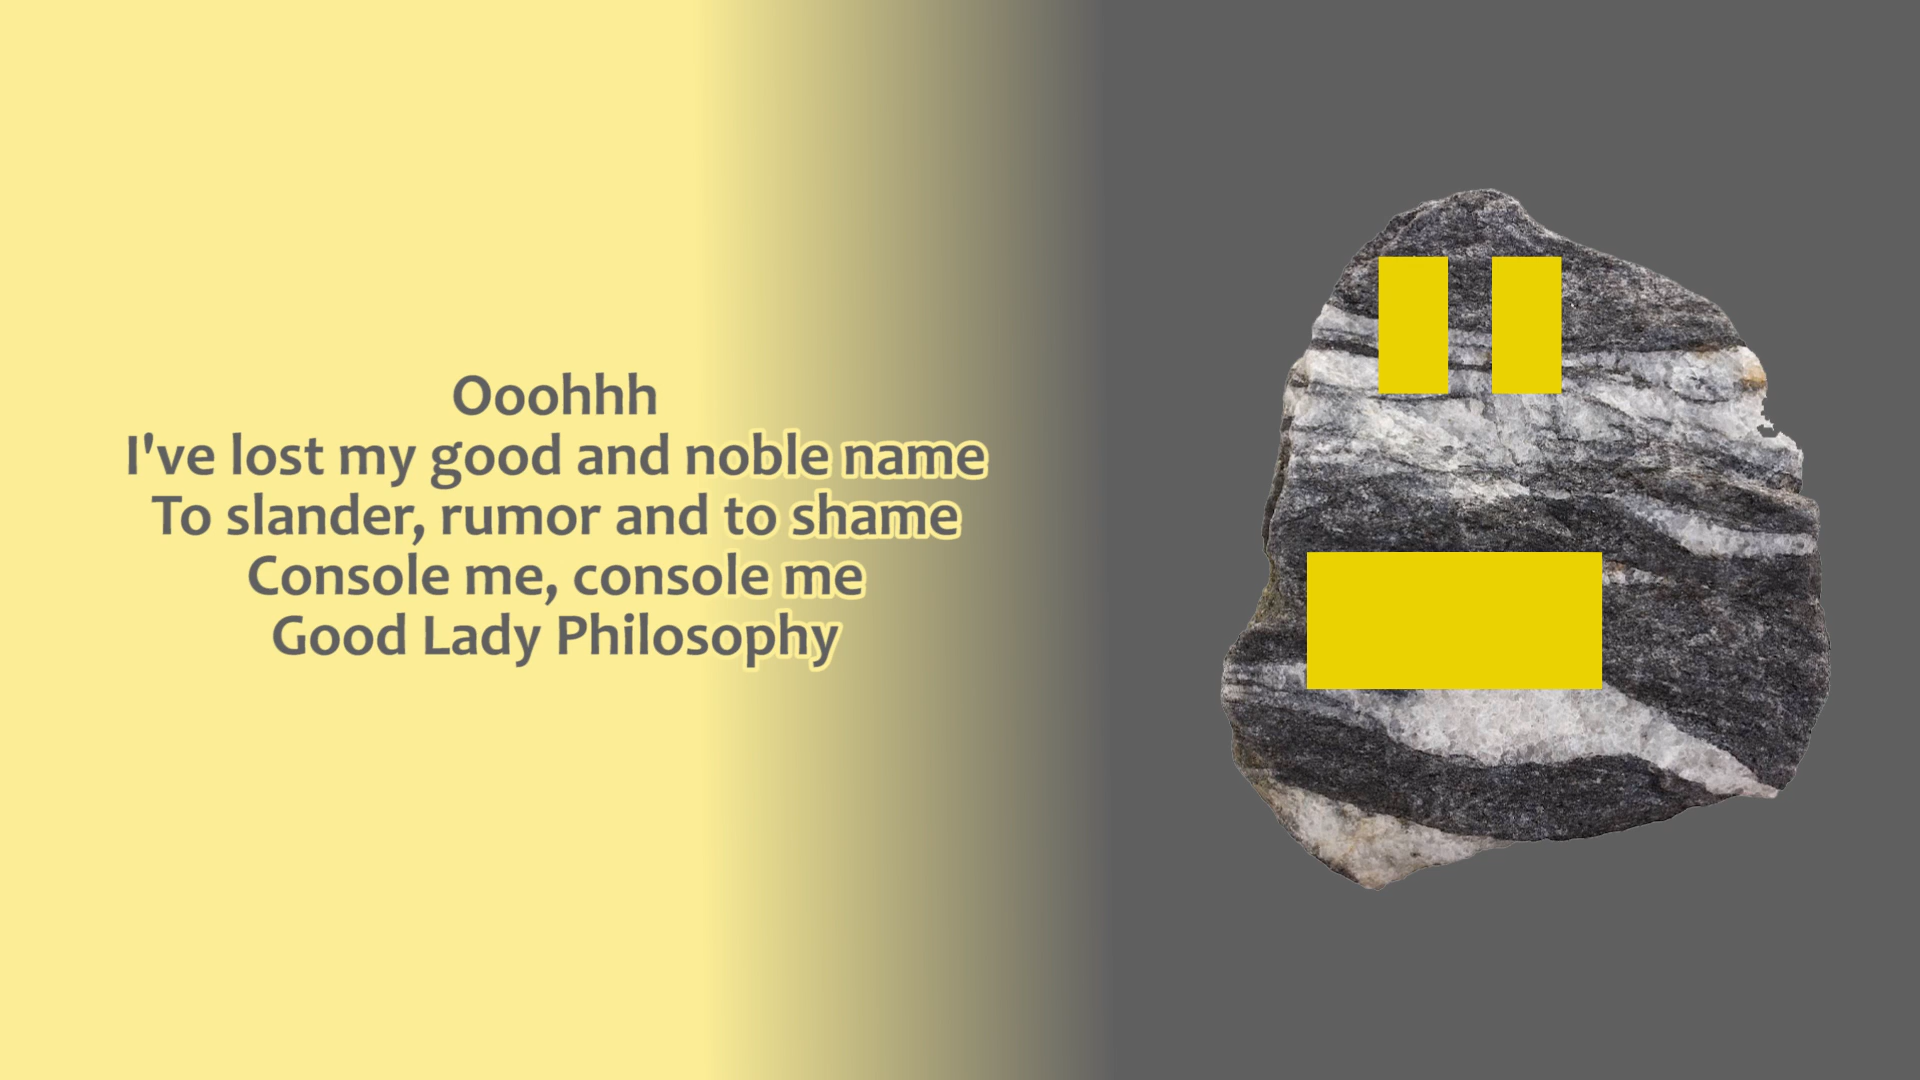 Ooohhh
I've lost my good and noble name
To slander, rumor and to shame
Console me, console me
Good Lady Philosophy